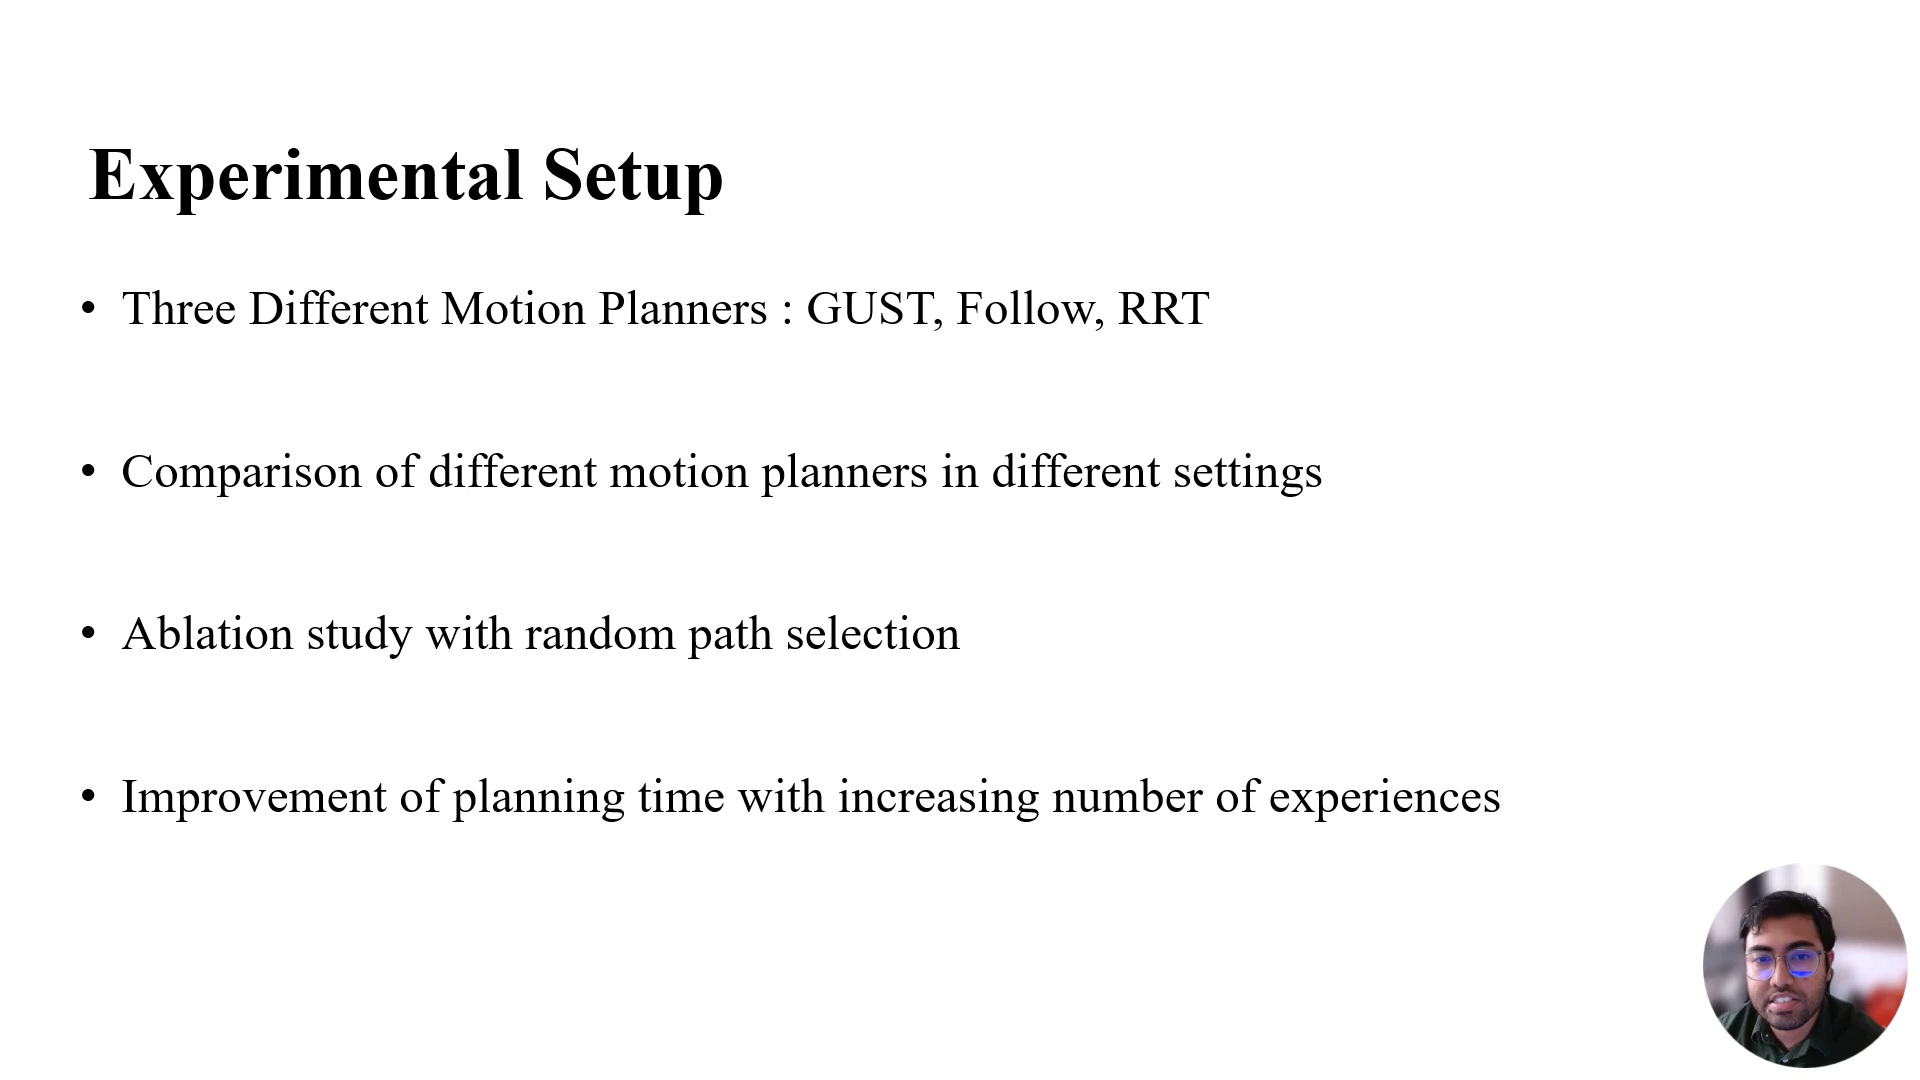 Experimental Setup
• Three Different Motion Planners : GUST, Follow, RRT
• Comparison of different motion planners in different settings
• Ablation study with random path selection
• Improvement of planning time with increasing number of experiences